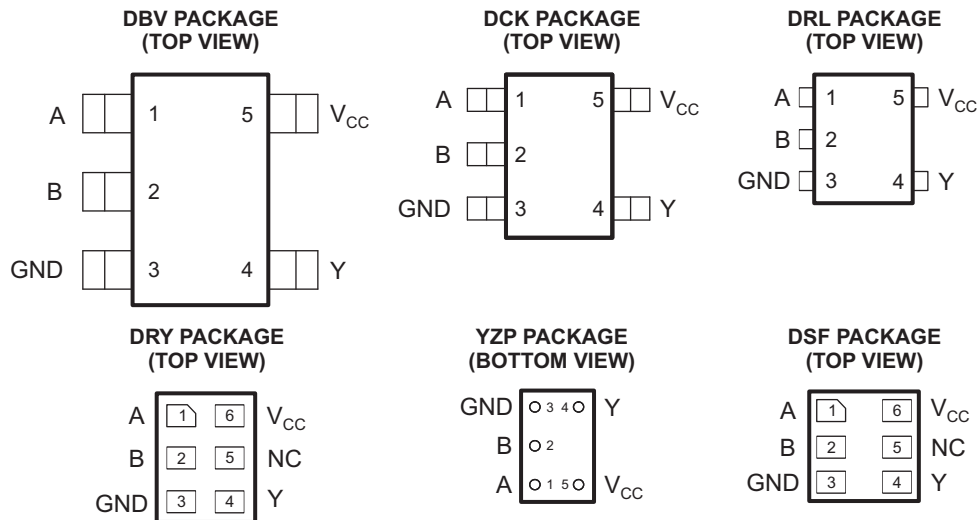 DBV PACKAGE
(TOP VIEW)
A 1 5 VCC
B 2
GND 3 4 Y
DCK PACKAGE
(TOP VIEW)
A 1 5 VCC
B 2
GND 3 4 Y
DRL PACKAGE
(TOP VIEW)
A 1 5 VCC
B 2
GND 3 4 Y
DRY PACKAGE
(TOP VIEW)
A 1 6 VCC
B 2 5 NC
GND 3 4 Y
YZP PACKAGE
(BOTTOM VIEW)
GND 3 4 Y
B 2
A 1 5 VCC
DSF PACKAGE
(TOP VIEW)
A 1 6 VCC
B 2 5 NC
GND 3 4 Y